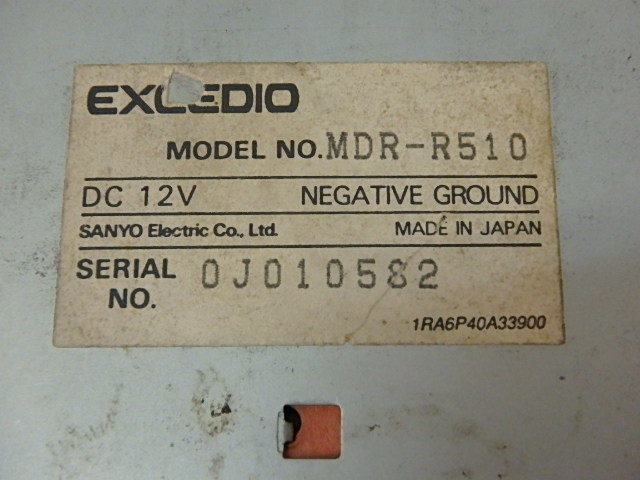 EXCEDIO
MODEL NO. MDR-R510
DC 12V NEGATIVE GROUND
SANYO Electric Co., Ltd. MADE IN JAPAN
SERIAL NO. 0J010582
1RA6P40A33900